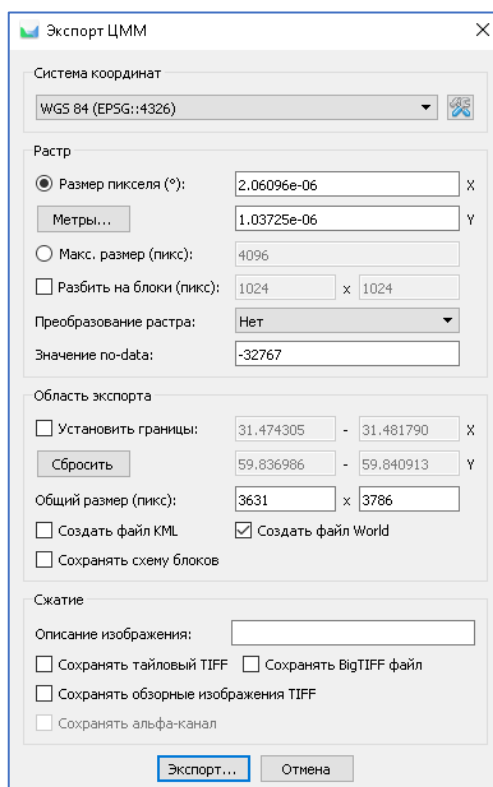 Экспорт ЦММ
Система координат
WGS 84 (EPSG::4326)
Растр
Размер пикселя (°): 2.06096e-06 X
Метры... 1.03725e-06 Y
Макс. размер (пикс): 4096
Разбить на блоки (пикс): 1024 x 1024
Преобразование растра: Нет
Значение no-data: -32767
Область экспорта
Установить границы: 31.474305 - 31.481790 X
Сбросить 59.836986 - 59.840913 Y
Общий размер (пикс): 3631 x 3786
Создать файл KML Создать файл World
Сохранять схему блоков
Сжатие
Описание изображения:
Сохранять тайловый TIFF Сохранять BigTIFF файл
Сохранять обзорные изображения TIFF
Сохранять альфа-канал
Экспорт... Отмена